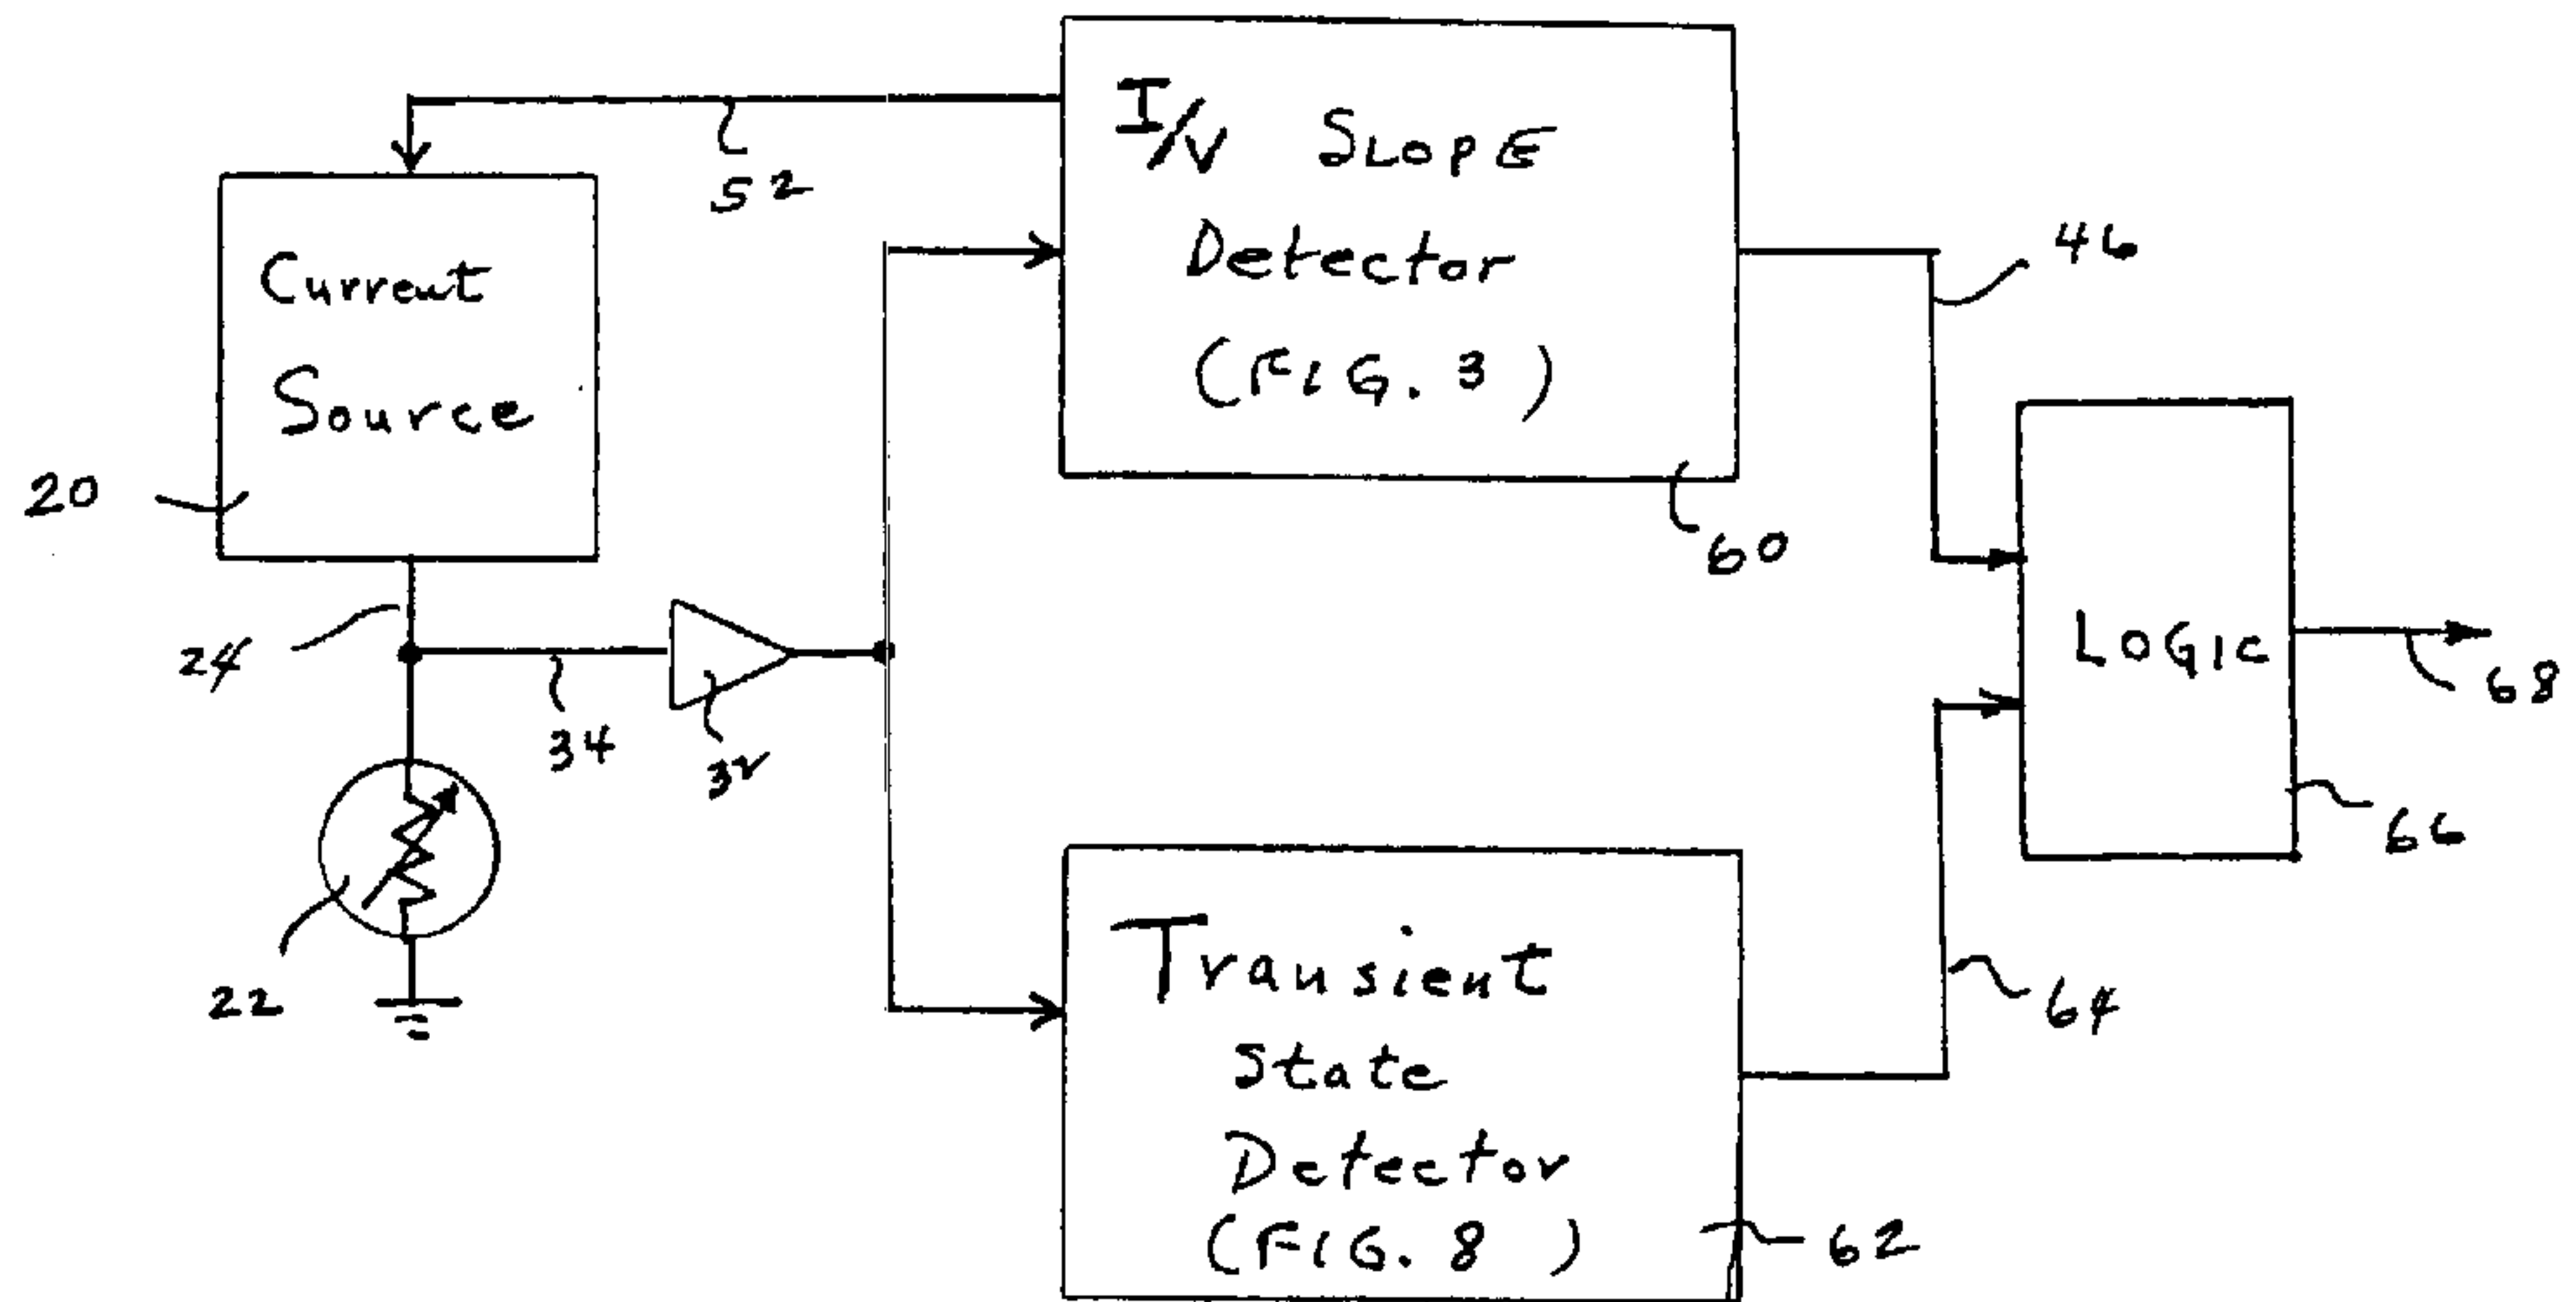 I/V SLOPE
Detector
(FIG. 3)
52
46
Current
Source
20
60
24
34
32
LOGIC
68
66
22
Transient
State
Detector
(FIG. 8)
64
62